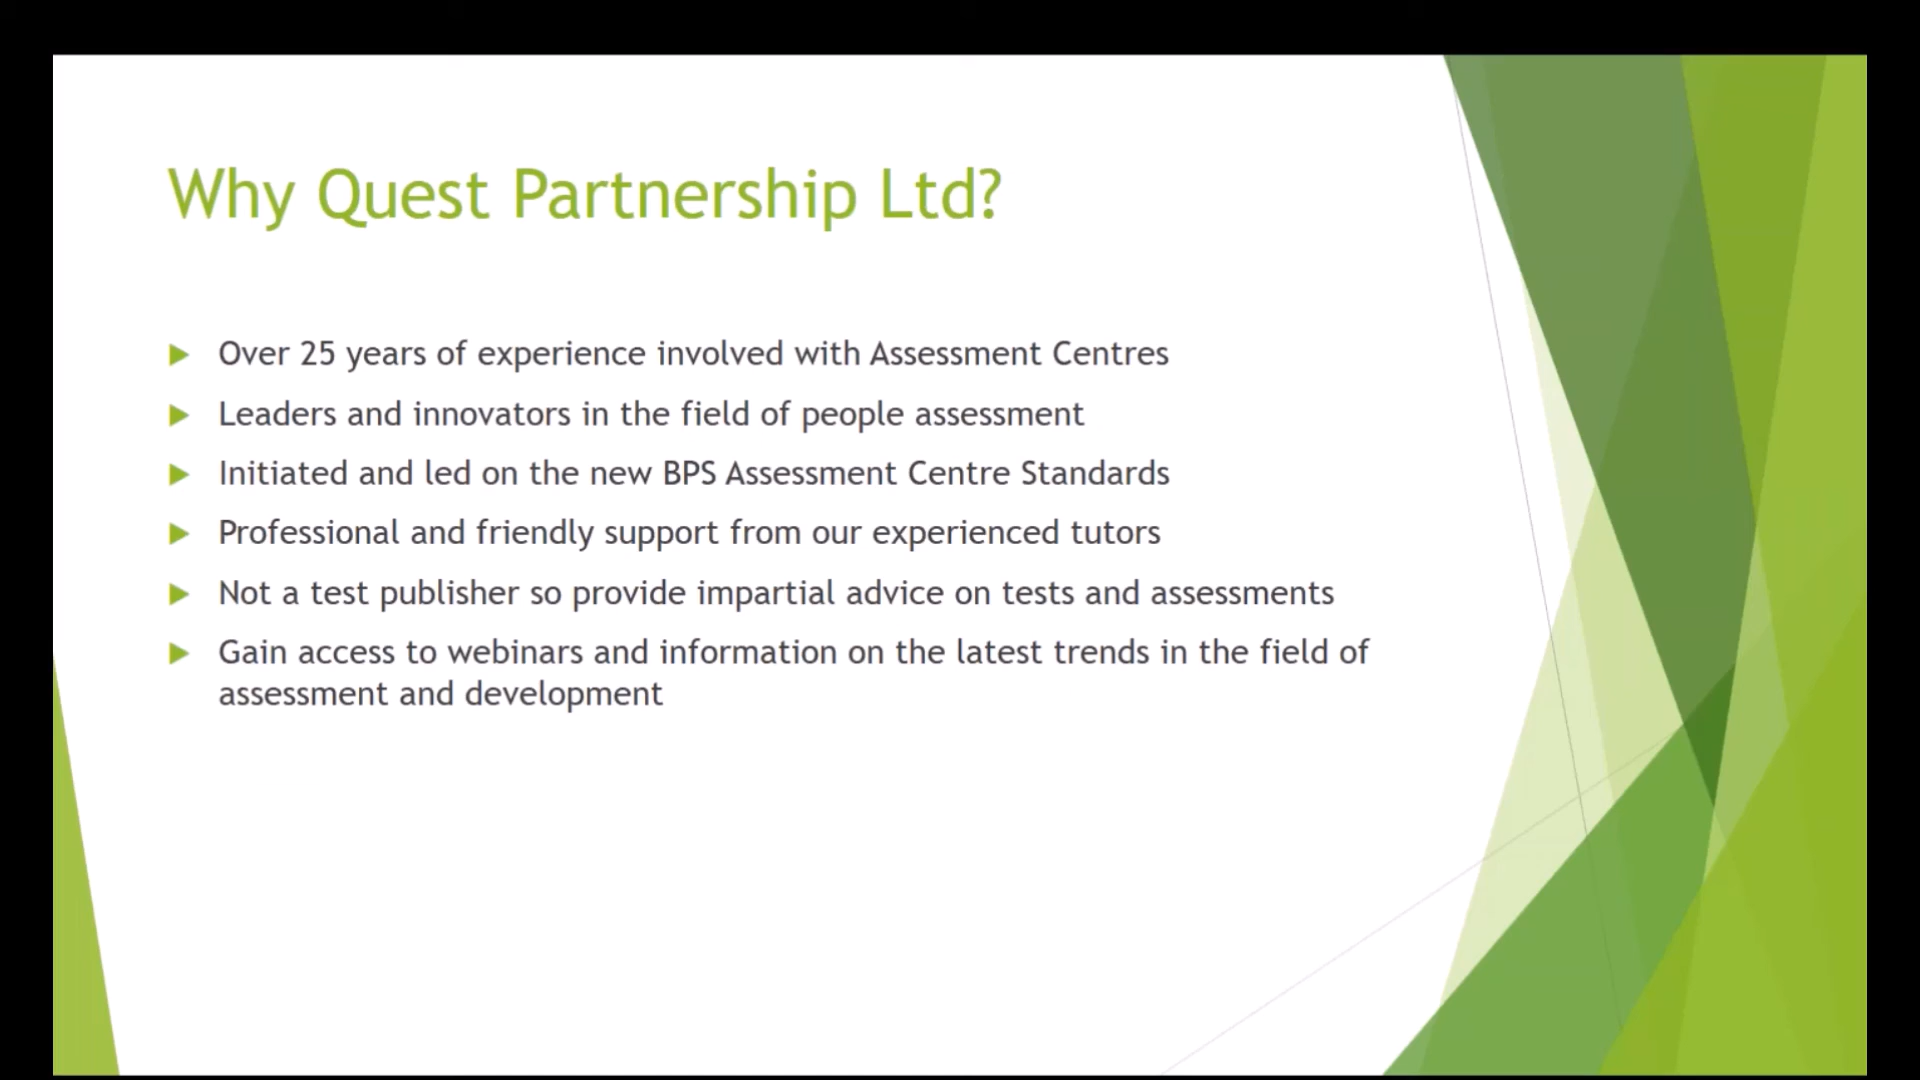 Why Quest Partnership Ltd?
Over 25 years of experience involved with Assessment Centres
Leaders and innovators in the field of people assessment
Initiated and led on the new BPS Assessment Centre Standards
Professional and friendly support from our experienced tutors
Not a test publisher so provide impartial advice on tests and assessments
Gain access to webinars and information on the latest trends in the field of
assessment and development